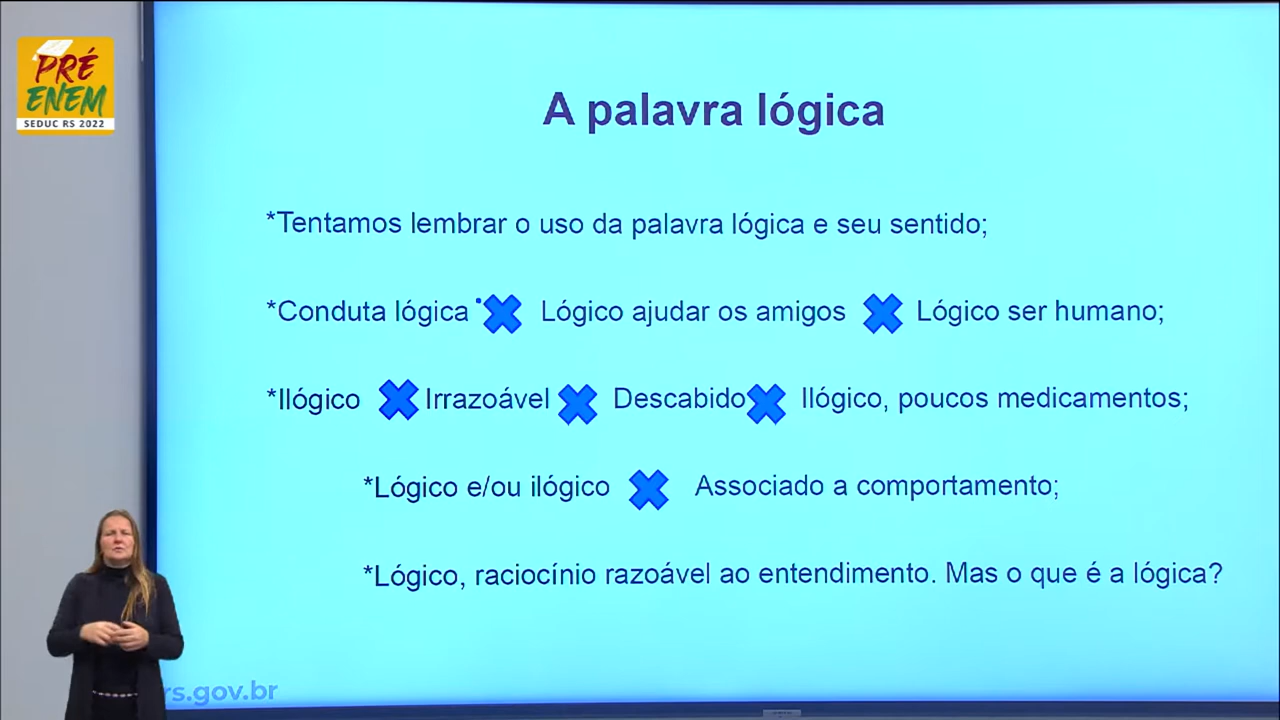 PRÉ
ENEM
SEDUC RS 2022
A palavra lógica
*Tentamos lembrar o uso da palavra lógica e seu sentido;
*Conduta lógica Lógico ajudar os amigos Lógico ser humano;
*Ilógico Irrazoável Descabido Ilógico, poucos medicamentos;
*Lógico e/ou ilógico Associado a comportamento;
*Lógico, raciocínio razoável ao entendimento. Mas o que é a lógica?
rs.gov.br